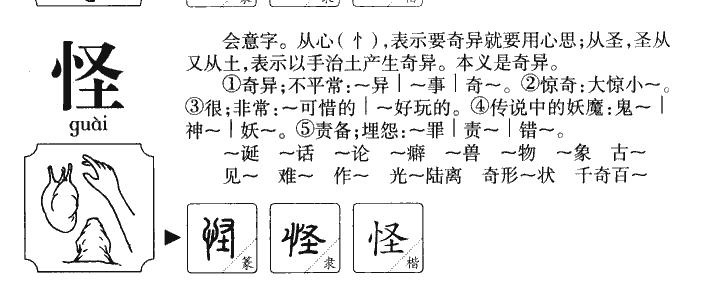 怪
guài
会意字。从心(忄),表示要奇异就要用心思;从圣,圣从
又从土,表示以手治土产生奇异。本义是奇异。
①奇异;不平常:～异｜～事｜奇～。②惊奇:大惊小～。
③很;非常:～可惜的｜～好玩的。④传说中的妖魔:鬼～｜
神～｜妖～。⑤责备;埋怨:～罪｜责～｜错～。
～诞 ～话 ～论 ～癖 ～兽 ～物 ～象 古～
见～ 难～ 作～ 光～陆离 奇形～状 千奇百～
怪 篆
怪 隶
怪 楷